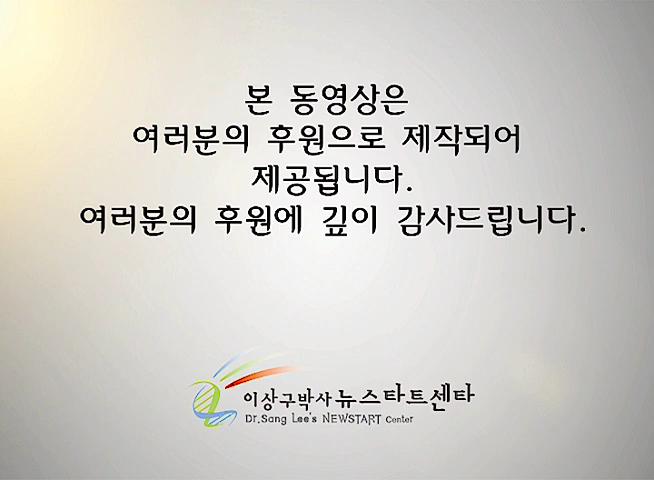 본 동영상은
여러분의 후원으로 제작되어
제공됩니다.
여러분의 후원에 깊이 감사드립니다.
이상구박사 뉴스타트센타
Dr.Sang Lee's NEWSTART Center